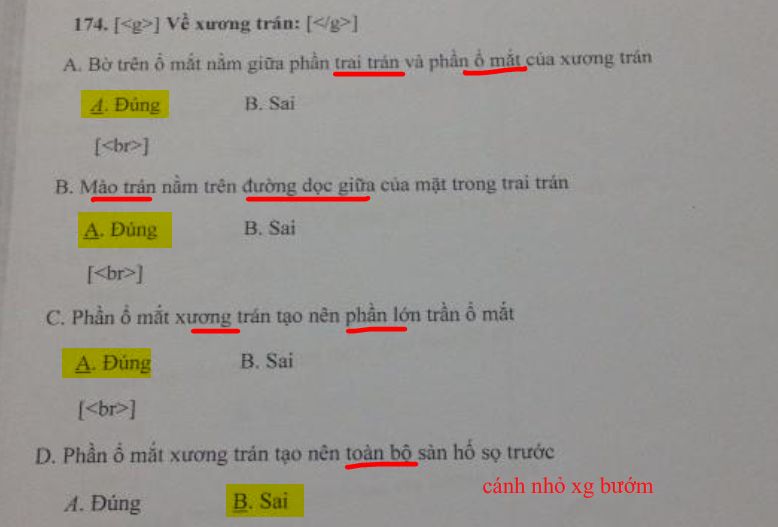 174. [<g>] Về xương trán: [</g>]
A. Bờ trên ổ mắt nằm giữa phần trai trán và phần ổ mắt của xương trán
A. Đúng B. Sai
[<br>]
B. Mào trán nằm trên đường dọc giữa của mặt trong trai trán
A. Đúng B. Sai
[<br>]
C. Phần ổ mắt xương trán tạo nên phần lớn trần ổ mắt
A. Đúng B. Sai
[<br>]
D. Phần ổ mắt xương trán tạo nên toàn bộ sàn hố sọ trước
cánh nhỏ xg bướm
A. Đúng B. Sai